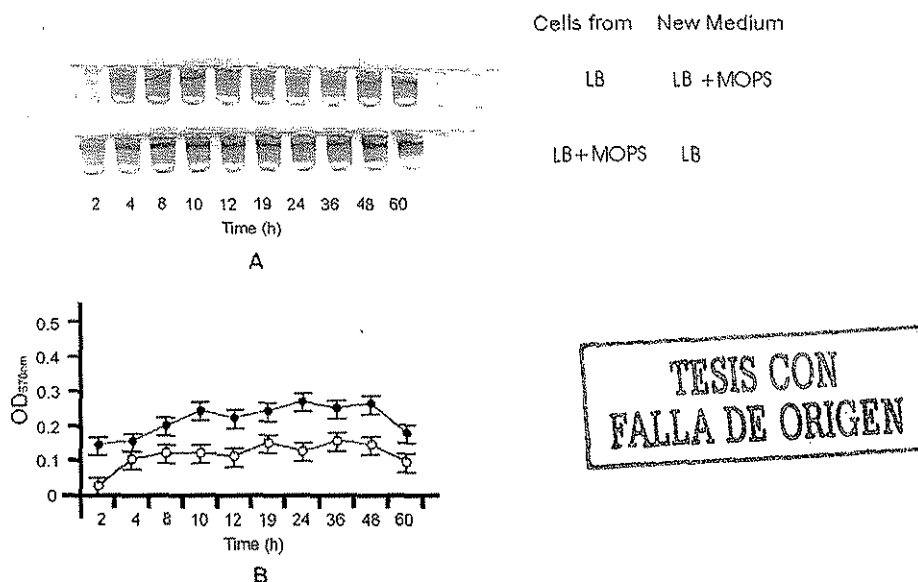 Cells from New Medium
LB LB +MOPS
LB+MOPS LB
2 4 8 10 12 19 24 36 48 60
Time (h)
A
0.5
0.4
0.3
0.2
0.1
0
OD570nm
2 4 8 10 12 19 24 36 48 60
Time (h)
B
TESIS CON
FALLA DE ORIGEN